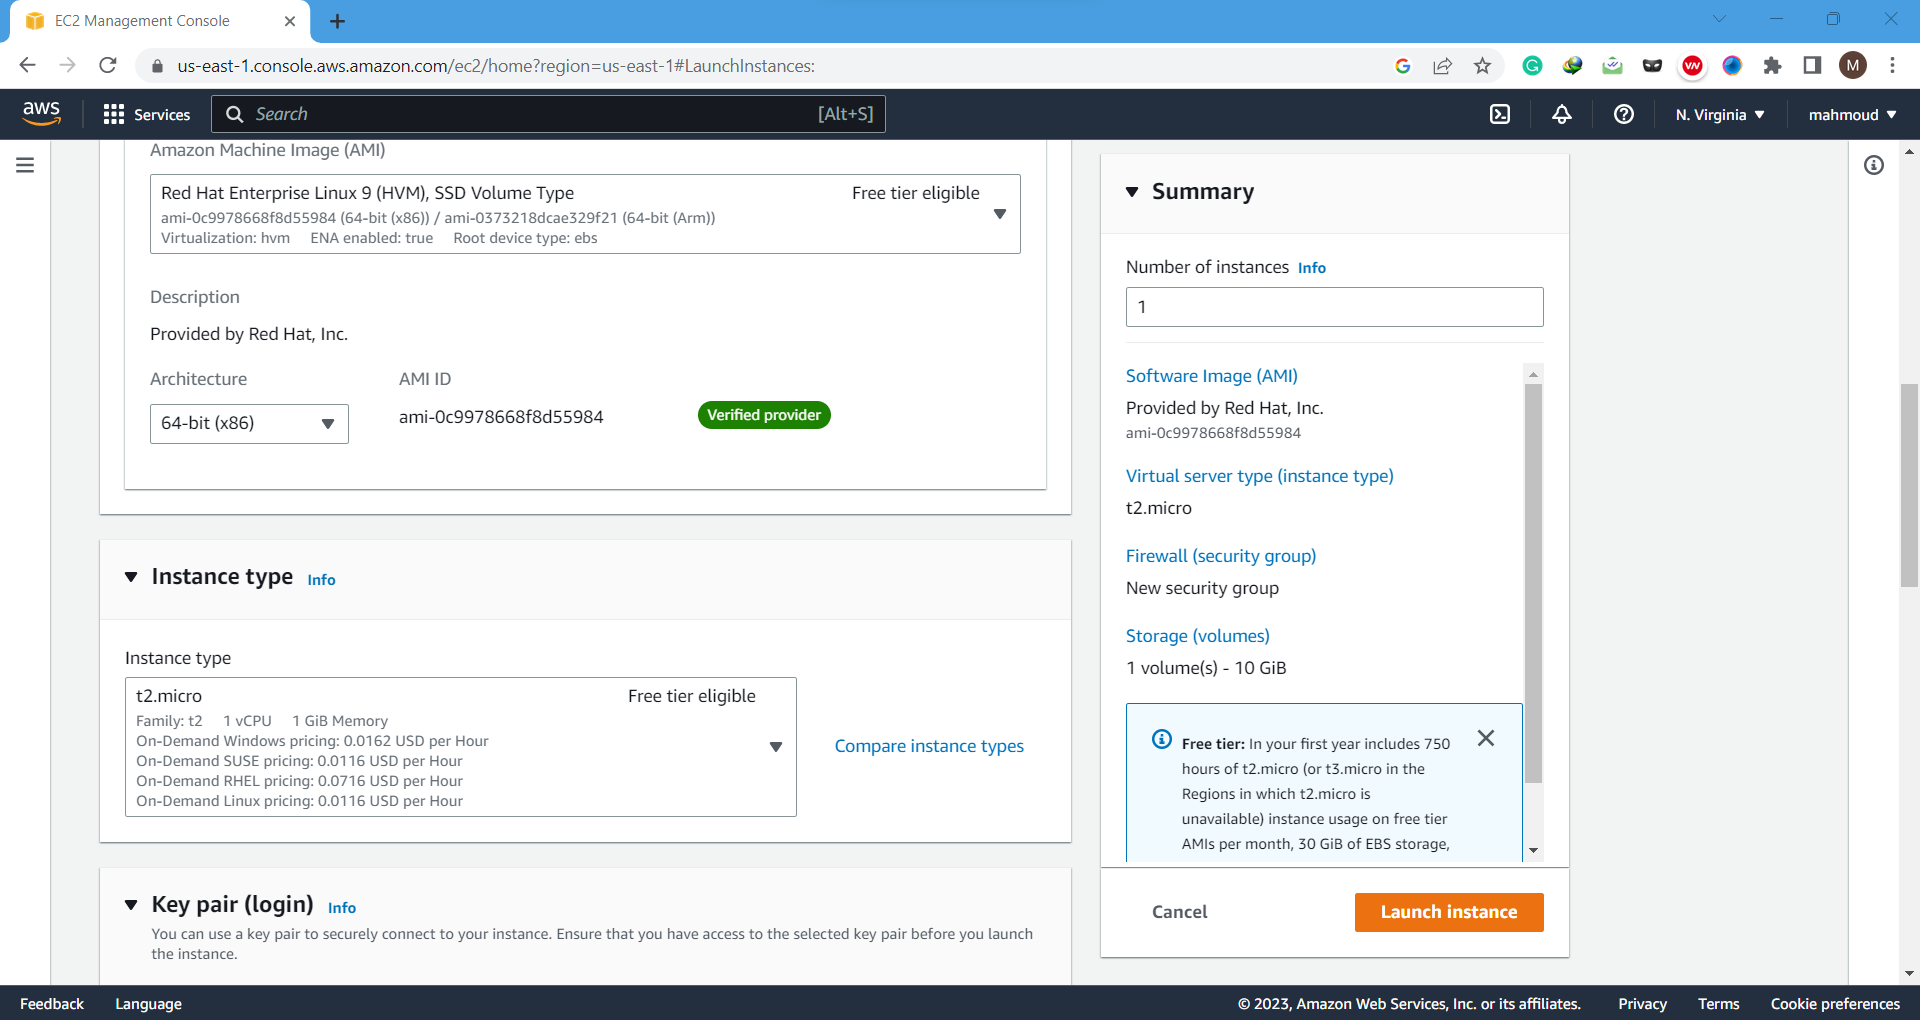 EC2 Management Console
us-east-1.console.aws.amazon.com/ec2/home?region=us-east-1#LaunchInstances:
M
aws
Services
Search
[Alt+S]
N. Virginia
mahmoud
Amazon Machine Image (AMI)
Red Hat Enterprise Linux 9 (HVM), SSD Volume Type
Free tier eligible
ami-0c9978668f8d55984 (64-bit (x86)) / ami-0373218dcae329f21 (64-bit (Arm))
Virtualization: hvm ENA enabled: true Root device type: ebs
Description
Provided by Red Hat, Inc.
Architecture
AMI ID
64-bit (x86)
ami-0c9978668f8d55984
Verified provider
Instance type Info
Instance type
t2.micro
Free tier eligible
Family: t2 1 vCPU 1 GiB Memory
On-Demand Windows pricing: 0.0162 USD per Hour
On-Demand SUSE pricing: 0.0116 USD per Hour
On-Demand RHEL pricing: 0.0716 USD per Hour
On-Demand Linux pricing: 0.0116 USD per Hour
Compare instance types
Key pair (login) Info
You can use a key pair to securely connect to your instance. Ensure that you have access to the selected key pair before you launch
the instance.
Summary
Number of instances Info
1
Software Image (AMI)
Provided by Red Hat, Inc.
ami-0c9978668f8d55984
Virtual server type (instance type)
t2.micro
Firewall (security group)
New security group
Storage (volumes)
1 volume(s) - 10 GiB
Free tier: In your first year includes 750
hours of t2.micro (or t3.micro in the
Regions in which t2.micro is
unavailable) instance usage on free tier
AMIs per month, 30 GiB of EBS storage,
Cancel
Launch instance
Feedback
Language
© 2023, Amazon Web Services, Inc. or its affiliates.
Privacy
Terms
Cookie preferences